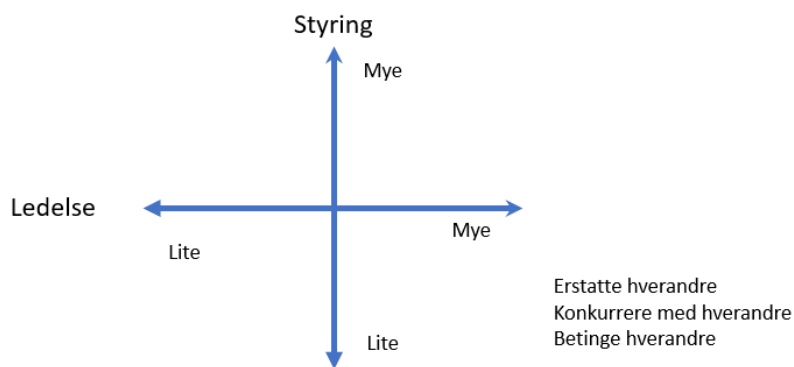 Styring
Mye
Ledelse
Mye
Lite
Erstatte hverandre
Konkurrere med hverandre
Betinge hverandre
Lite